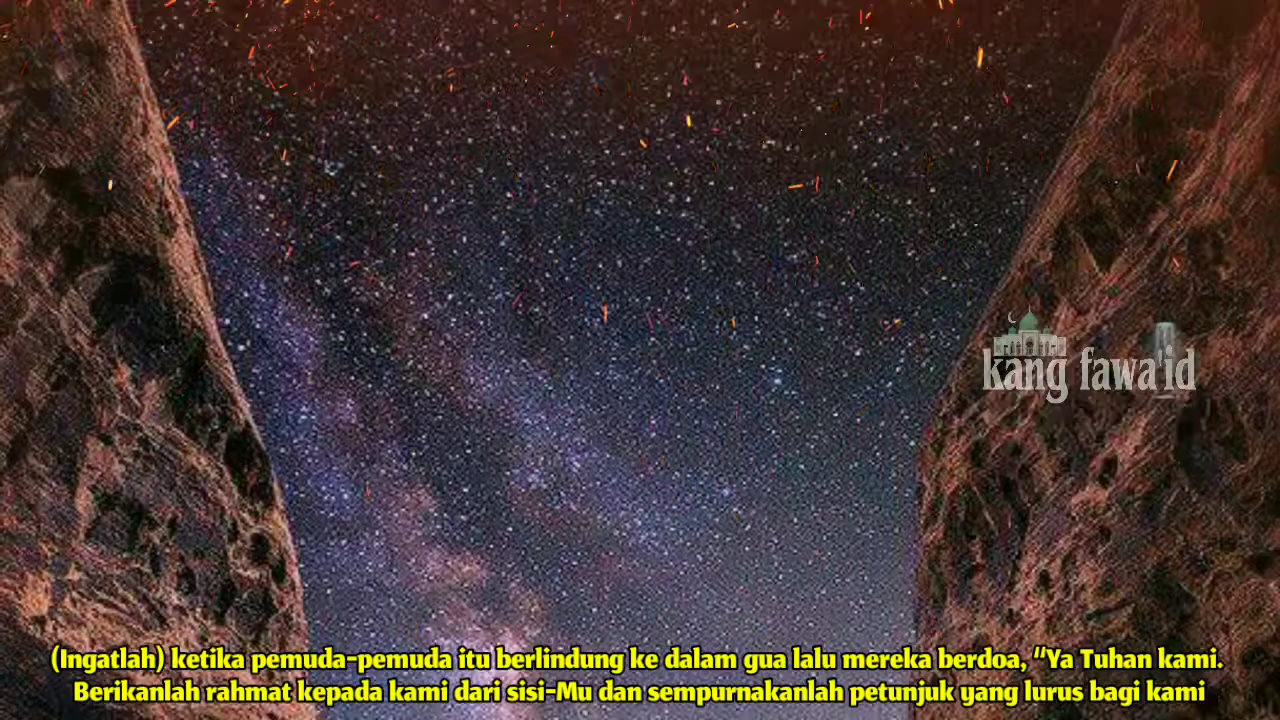 kang fawa'id
(Ingatlah) ketika pemuda-pemuda itu berlindung ke dalam gua lalu mereka berdoa, “Ya Tuhan kami.
Berikanlah rahmat kepada kami dari sisi-Mu dan sempurnakanlah petunjuk yang lurus bagi kami